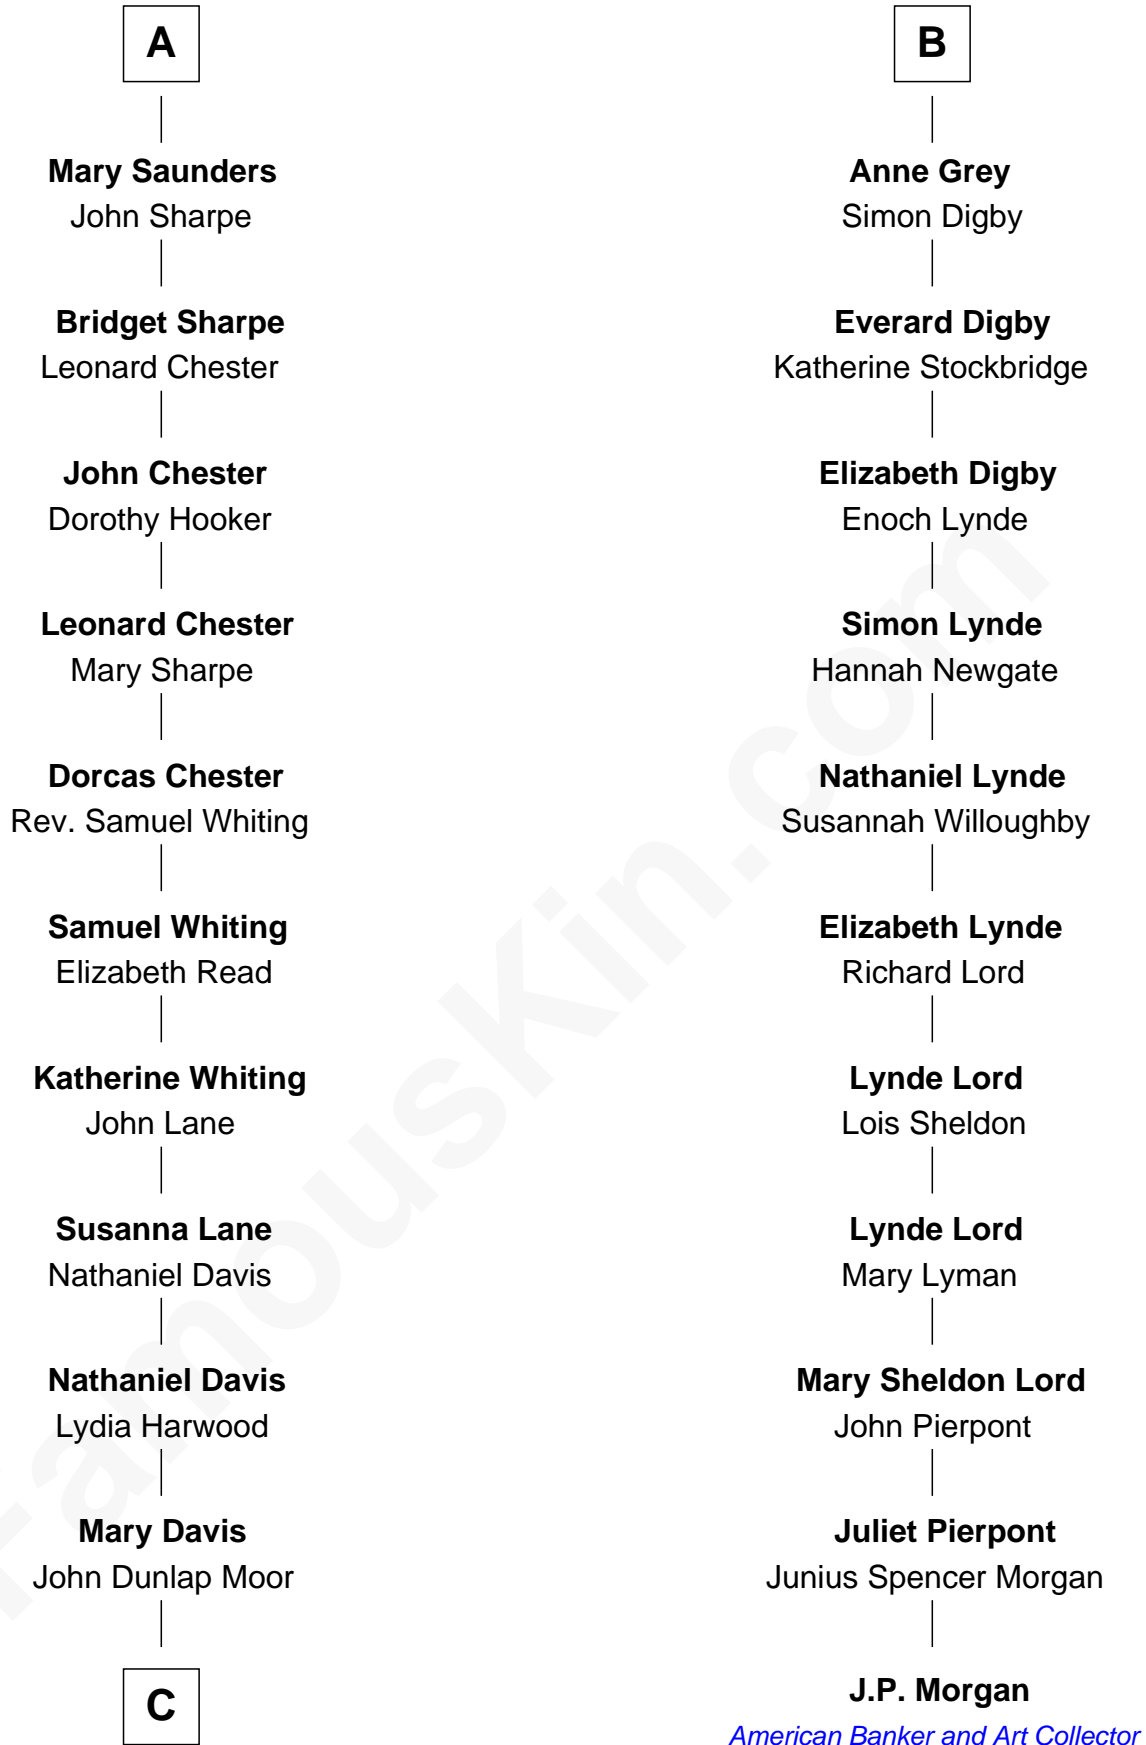 A
Mary Saunders
John Sharpe
Bridget Sharpe
Leonard Chester
John Chester
Dorothy Hooker
Leonard Chester
Mary Sharpe
Dorcas Chester
Rev. Samuel Whiting
Samuel Whiting
Elizabeth Read
Katherine Whiting
John Lane
Susanna Lane
Nathaniel Davis
Nathaniel Davis
Lydia Harwood
Mary Davis
John Dunlap Moor
C
B
Anne Grey
Simon Digby
Everard Digby
Katherine Stockbridge
Elizabeth Digby
Enoch Lynde
Simon Lynde
Hannah Newgate
Nathaniel Lynde
Susannah Willoughby
Elizabeth Lynde
Richard Lord
Lynde Lord
Lois Sheldon
Lynde Lord
Mary Lyman
Mary Sheldon Lord
John Pierpont
Juliet Pierpont
Junius Spencer Morgan
J.P. Morgan
American Banker and Art Collector
FamousKin.com